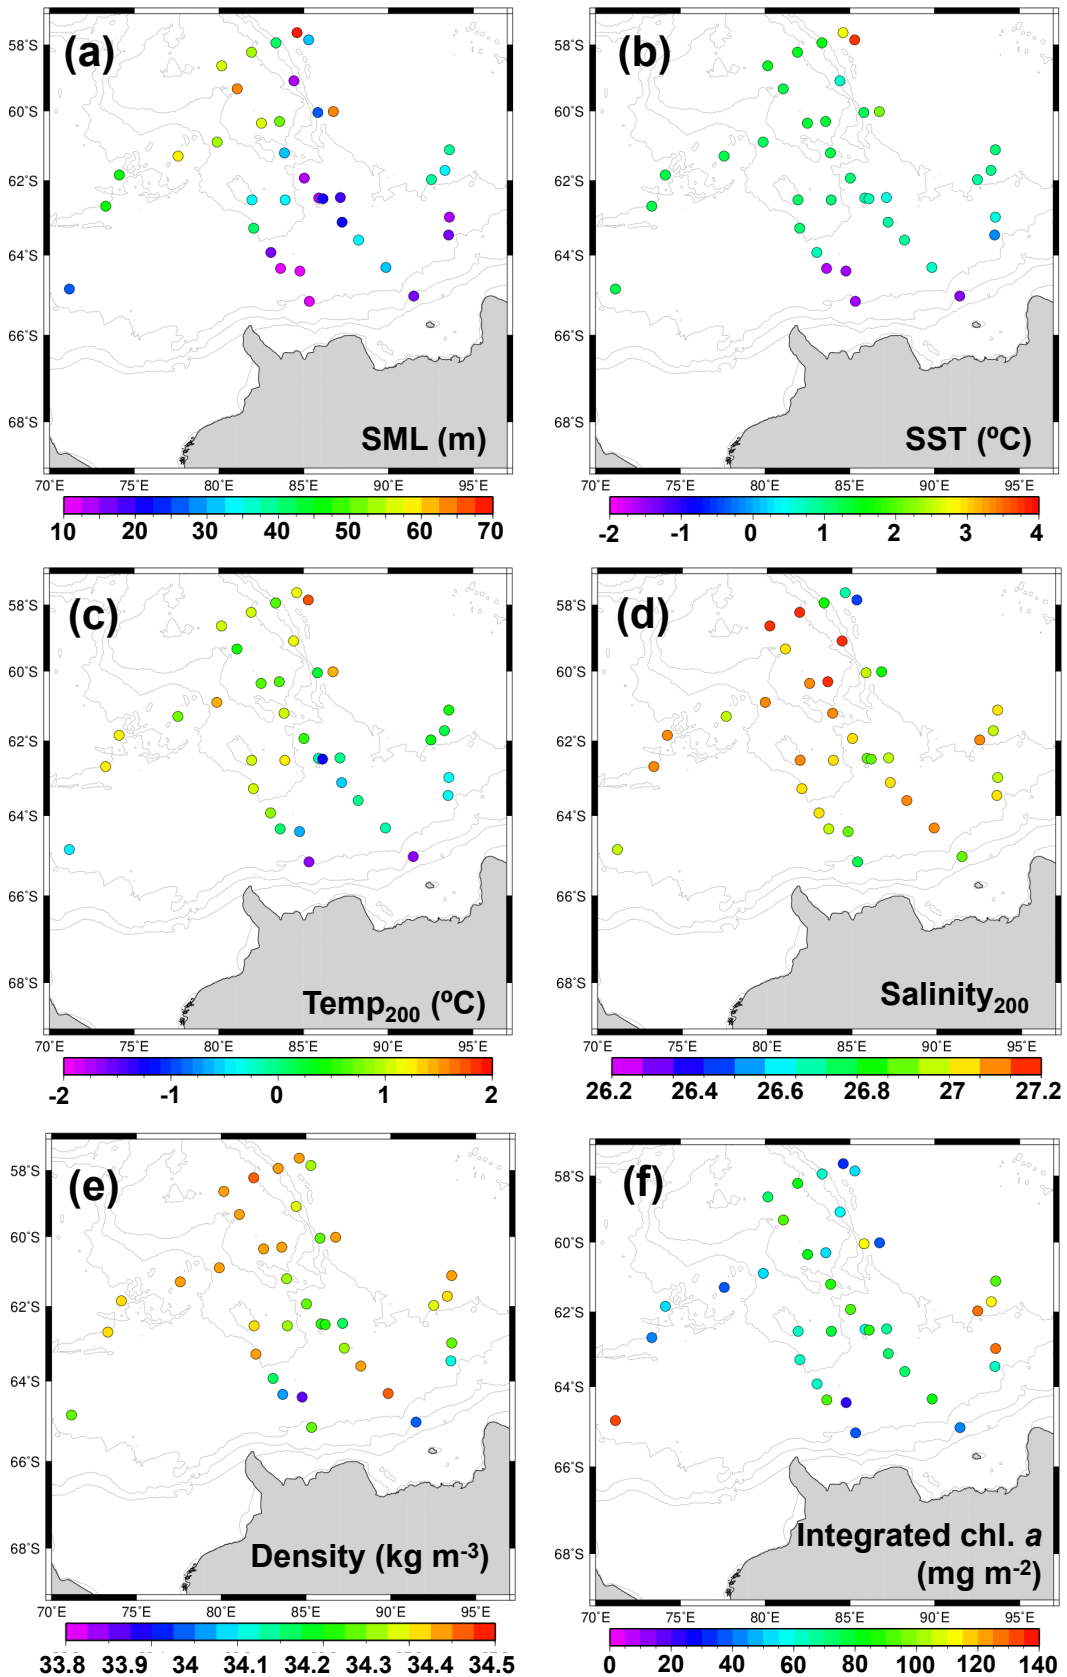 58°S
60°S
62°S
64°S
66°S
68°S
(a)
SML (m)
70°E 75°E 80°E 85°E 90°E 95°E
10 20 30 40 50 60 70
58°S
60°S
62°S
64°S
66°S
68°S
(b)
SST (ºC)
70°E 75°E 80°E 85°E 90°E 95°E
-2 -1 0 1 2 3 4
58°S
60°S
62°S
64°S
66°S
68°S
(c)
Temp200 (ºC)
70°E 75°E 80°E 85°E 90°E 95°E
-2 -1 0 1 2
58°S
60°S
62°S
64°S
66°S
68°S
(d)
Salinity200
70°E 75°E 80°E 85°E 90°E 95°E
26.2 26.4 26.6 26.8 27 27.2
58°S
60°S
62°S
64°S
66°S
68°S
(e)
Density (kg m-3)
70°E 75°E 80°E 85°E 90°E 95°E
33.8 33.9 34 34.1 34.2 34.3 34.4 34.5
58°S
60°S
62°S
64°S
66°S
68°S
(f)
Integrated chl. a
(mg m-2)
70°E 75°E 80°E 85°E 90°E 95°E
0 20 40 60 80 100 120 140